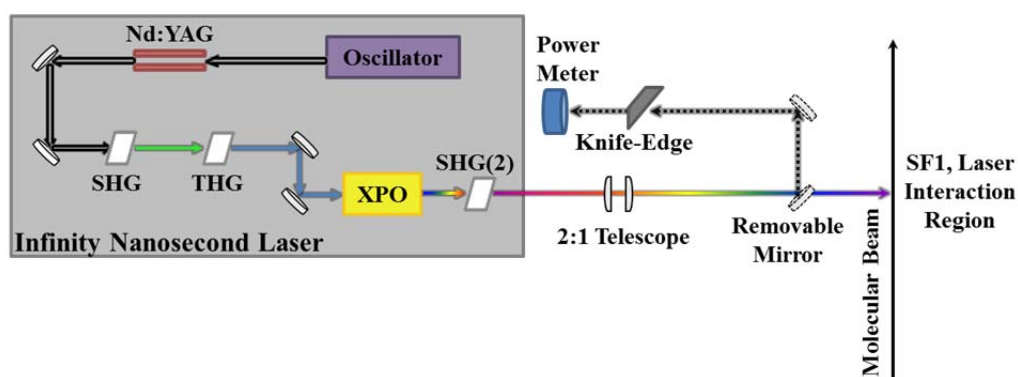 Nd:YAG
Oscillator
SHG
THG
XPO
SHG(2)
Infinity Nanosecond Laser
2:1 Telescope
Power
Meter
Knife-Edge
Removable
Mirror
Molecular Beam
SF1, Laser
Interaction
Region